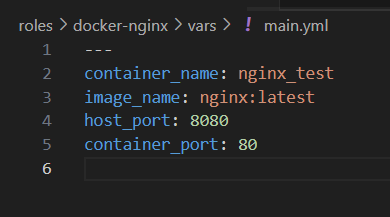 roles > docker-nginx > vars > ! main.yml
1 ---
2 container_name: nginx_test
3 image_name: nginx:latest
4 host_port: 8080
5 container_port: 80
6